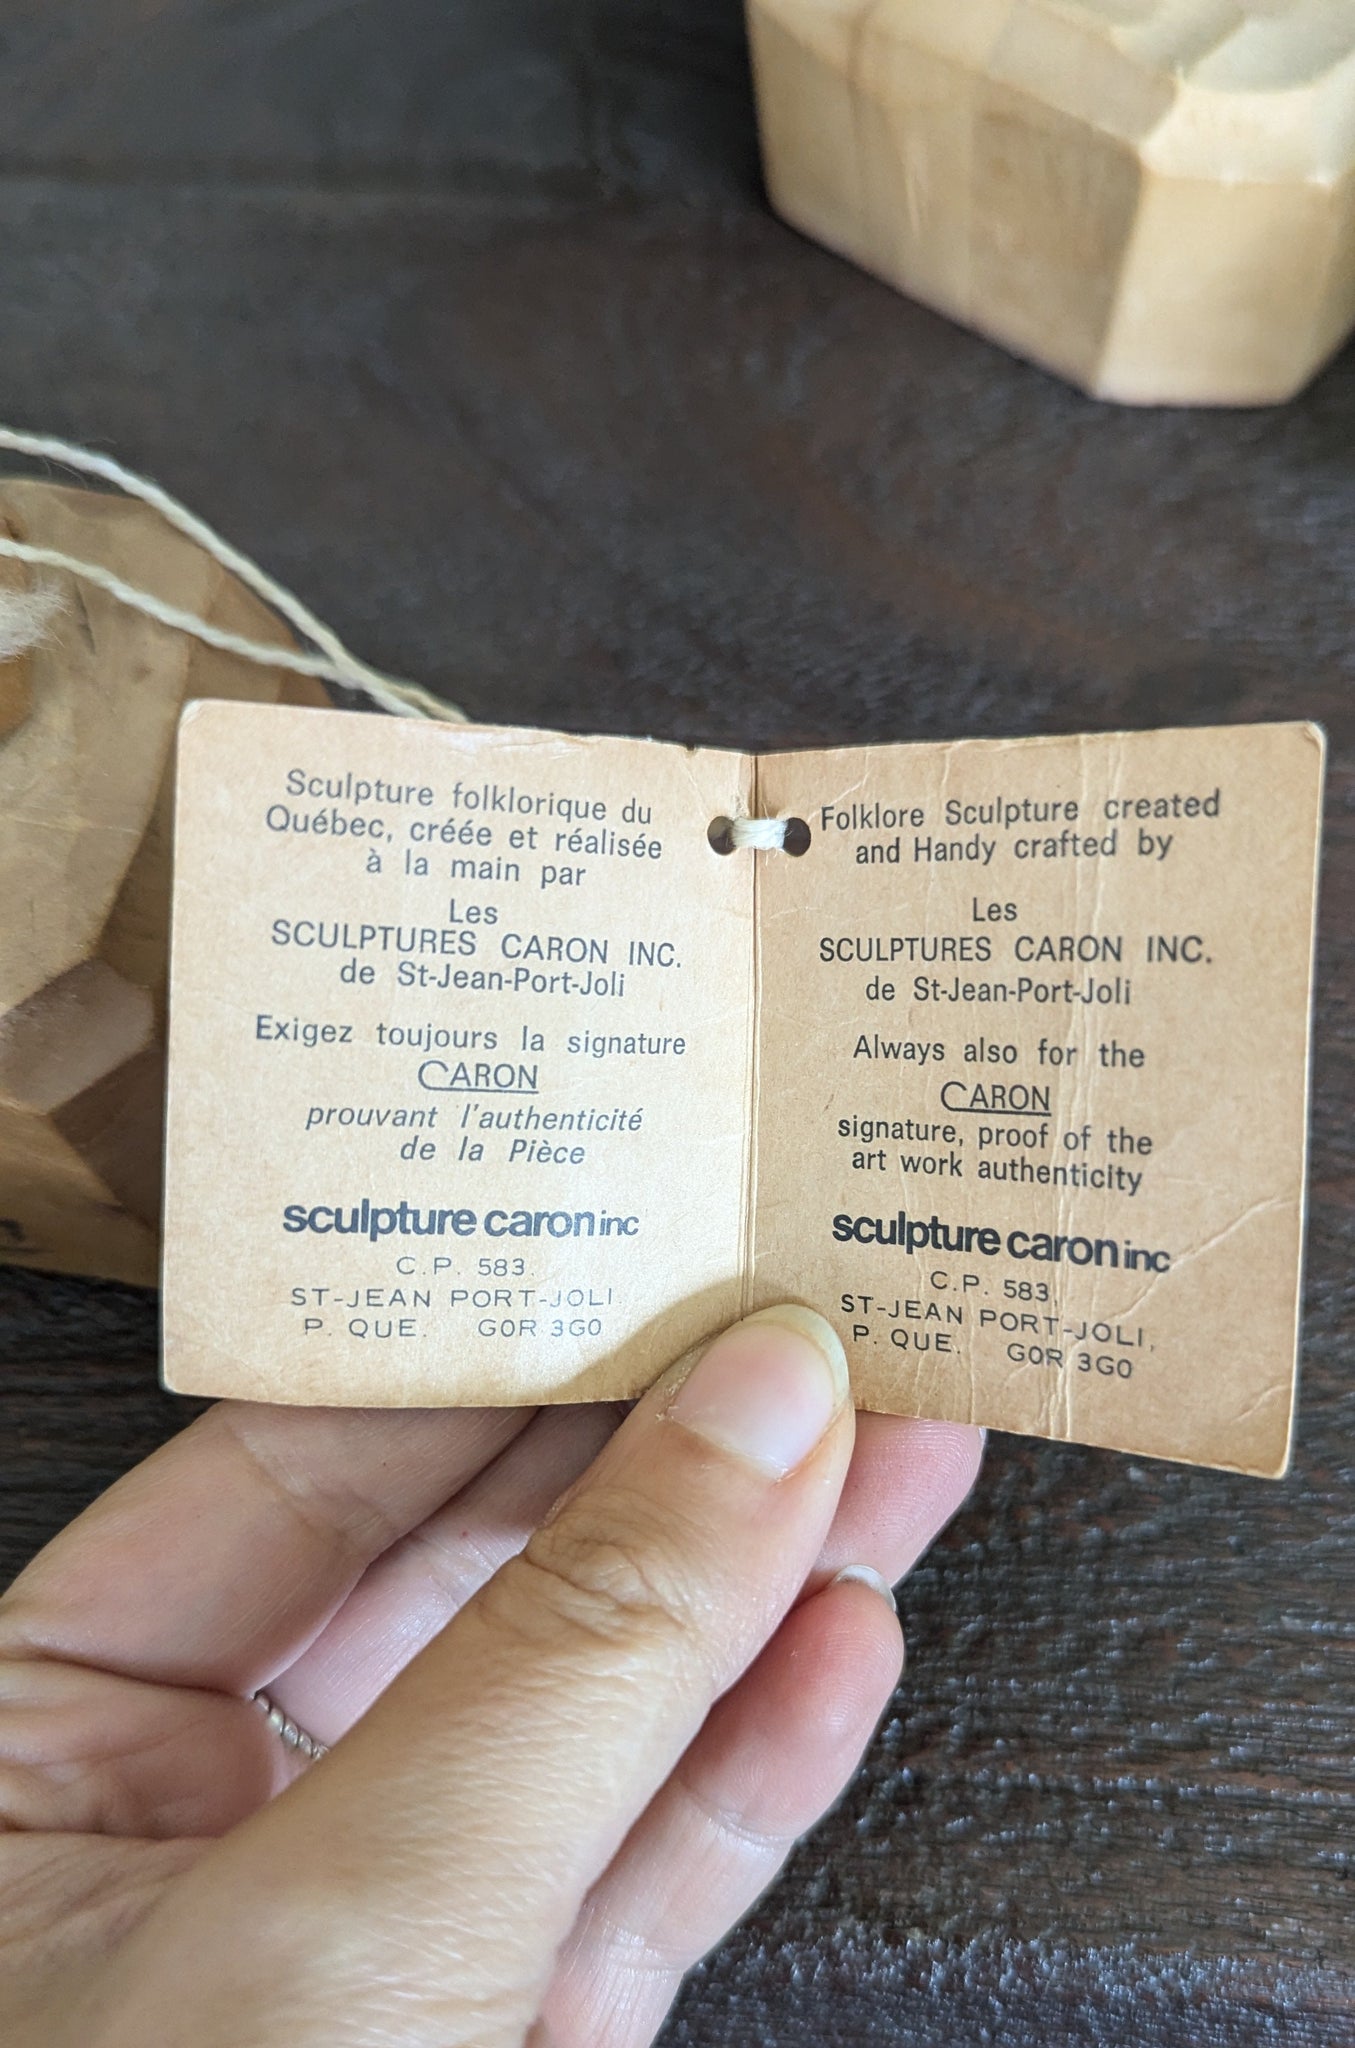 Sculpture folklorique du
Québec, créée et réalisée
à la main par
Les
SCULPTURES CARON INC.
de St-Jean-Port-Joli
Exigez toujours la signature
CARON
prouvant l'authenticité
de la Pièce
sculpture caron inc
C.P. 583.
ST-JEAN PORT-JOLI.
P. QUE. G0R 3G0
Folklore Sculpture created
and Handy crafted by
Les
SCULPTURES CARON INC.
de St-Jean-Port-Joli
Always also for the
CARON
signature, proof of the
art work authenticity
sculpture caron inc
C.P. 583,
ST-JEAN PORT-JOLI,
P. QUE. G0R 3G0